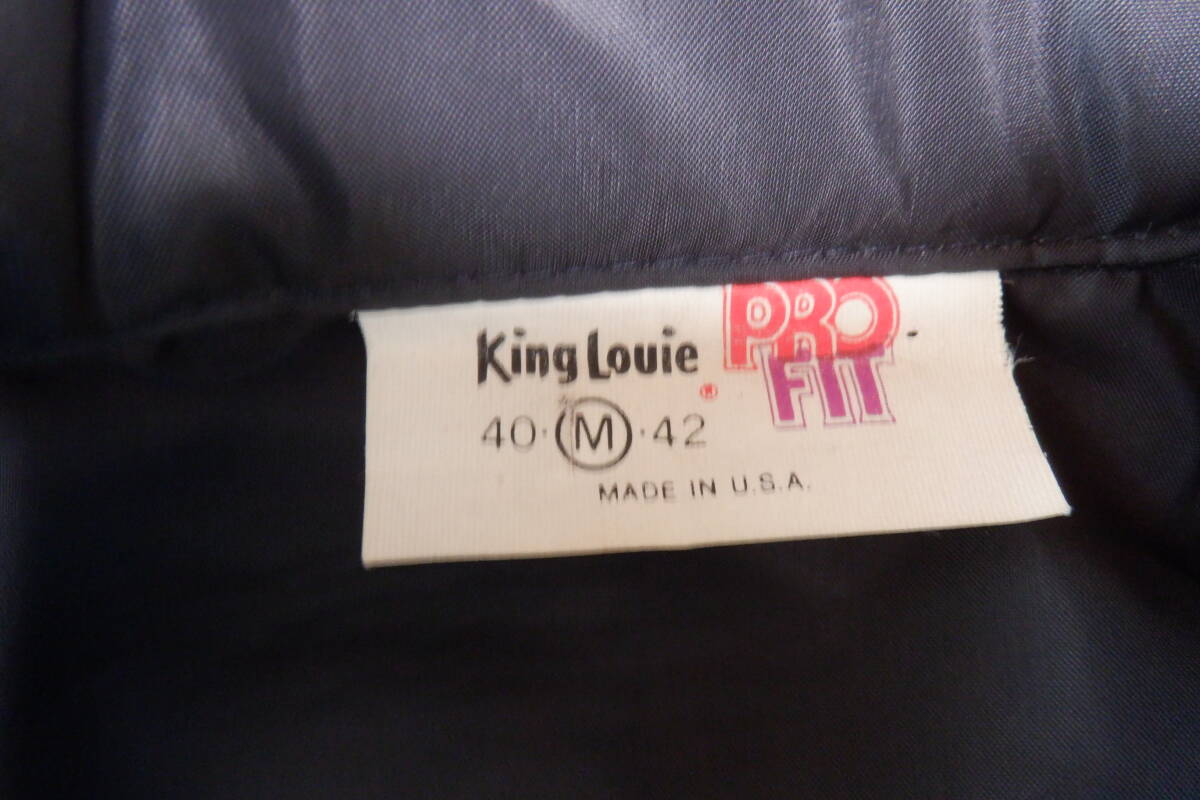 King Louie ® PRO
FIT
40·M·42
MADE IN U.S.A.